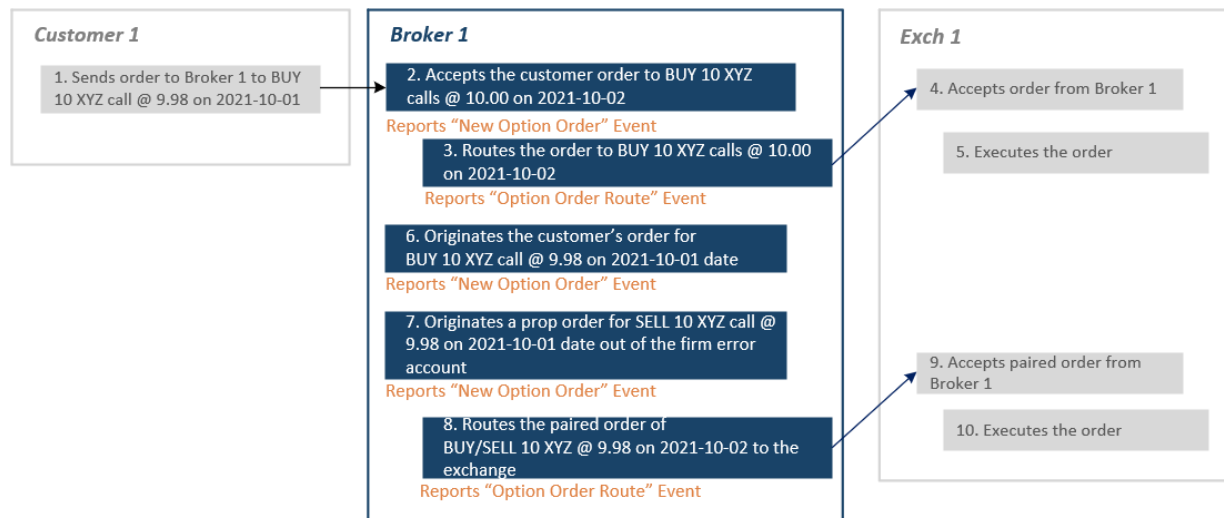 Customer 1
1. Sends order to Broker 1 to BUY
10 XYZ call @ 9.98 on 2021-10-01
Broker 1
2. Accepts the customer order to BUY 10 XYZ
calls @ 10.00 on 2021-10-02
Reports “New Option Order” Event
3. Routes the order to BUY 10 XYZ calls @ 10.00
on 2021-10-02
Reports “Option Order Route” Event
Exch 1
4. Accepts order from Broker 1
5. Executes the order
6. Originates the customer’s order for
BUY 10 XYZ call @ 9.98 on 2021-10-01 date
Reports “New Option Order” Event
7. Originates a prop order for SELL 10 XYZ call @
9.98 on 2021-10-01 date out of the firm error
account
Reports “New Option Order” Event
8. Routes the paired order of
BUY/SELL 10 XYZ @ 9.98 on 2021-10-02 to the
exchange
Reports “Option Order Route” Event
9. Accepts paired order from
Broker 1
10. Executes the order